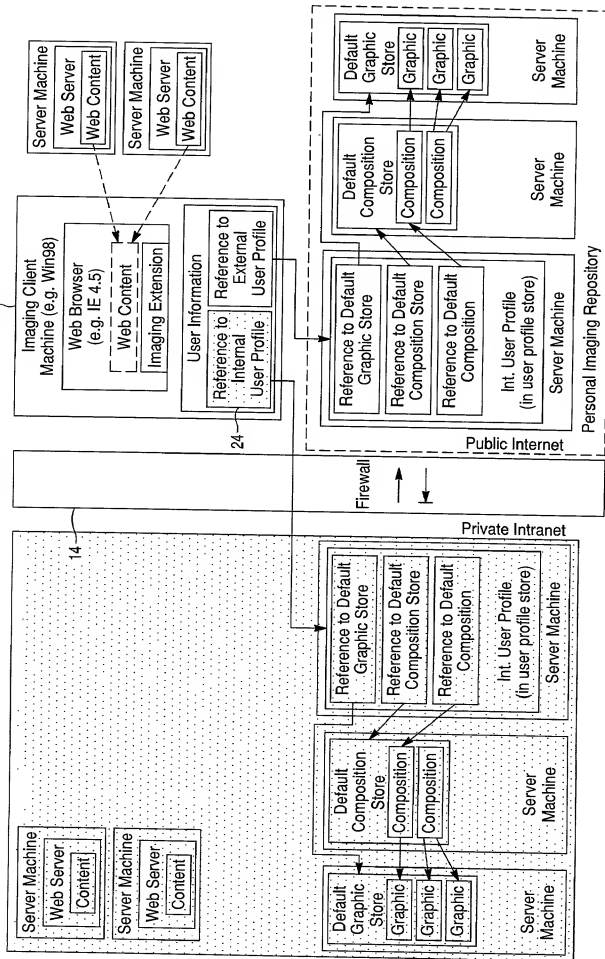 Server Machine
Web Server
Content
Server Machine
Web Server
Content
Default
Graphic
Store
Graphic
Graphic
Graphic
Server
Machine
Default
Composition
Store
Composition
Composition
Server
Machine
Reference to Default
Graphic Store
Reference to Default
Composition Store
Reference to Default
Composition
Int. User Profile
(in user profile store)
Server Machine
Private Intranet
14
Firewall
Imaging Client
Machine (e.g. Win98)
Web Browser
(e.g. IE 4.5)
Web Content
Imaging Extension
User Information
Reference to
Internal
User Profile
Reference to
External
User Profile
24
Server Machine
Web Server
Web Content
Server Machine
Web Server
Web Content
Public Internet
Reference to Default
Graphic Store
Reference to Default
Composition Store
Reference to Default
Composition
Int. User Profile
(in user profile store)
Server Machine
Default
Composition
Store
Composition
Composition
Server
Machine
Default
Graphic
Store
Graphic
Graphic
Graphic
Server
Machine
Personal Imaging Repository